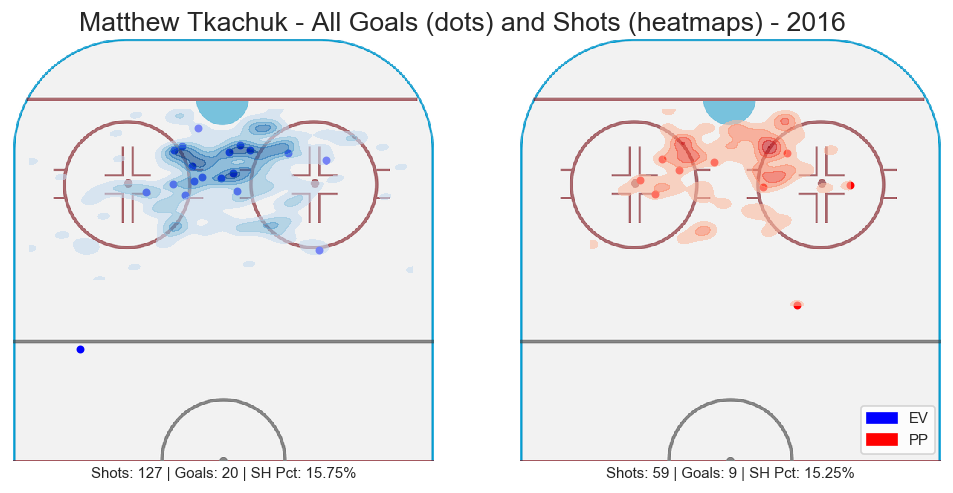 Matthew Tkachuk - All Goals (dots) and Shots (heatmaps) - 2016
EV
PP
Shots: 127 | Goals: 20 | SH Pct: 15.75%
Shots: 59 | Goals: 9 | SH Pct: 15.25%